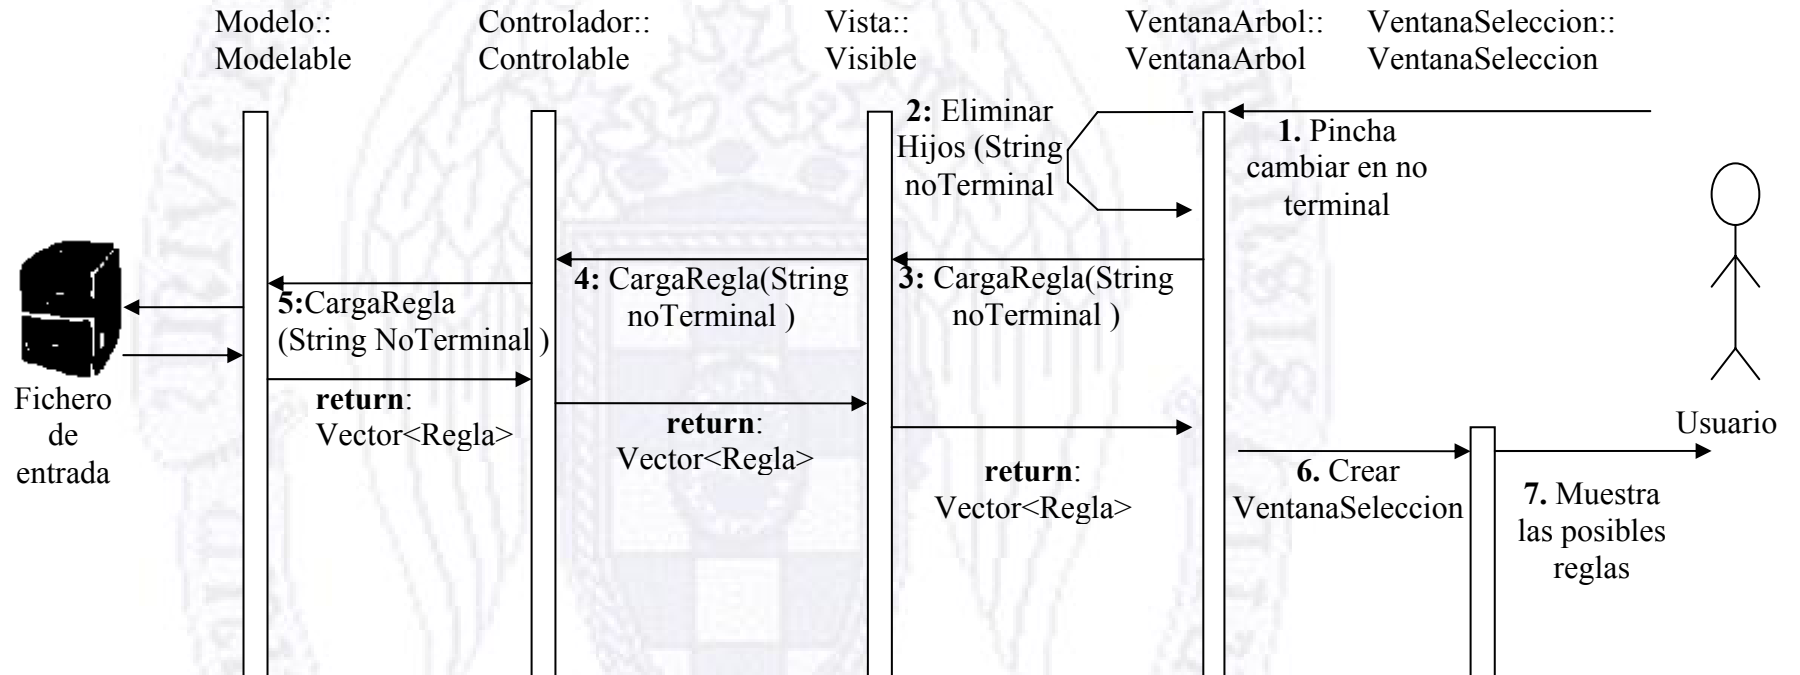 Modelo::
Modelable
Controlador::
Controlable
Vista::
Visible
VentanaArbol::
VentanaArbol
VentanaSeleccion::
VentanaSeleccion
2: Eliminar
Hijos (String
noTerminal
1. Pincha
cambiar en no
terminal
5:CargaRegla
(String NoTerminal )
4: CargaRegla(String
noTerminal )
3: CargaRegla(String
noTerminal )
Fichero
de
entrada
return:
Vector<Regla>
return:
Vector<Regla>
return:
Vector<Regla>
6. Crear
VentanaSeleccion
7. Muestra
las posibles
reglas
Usuario